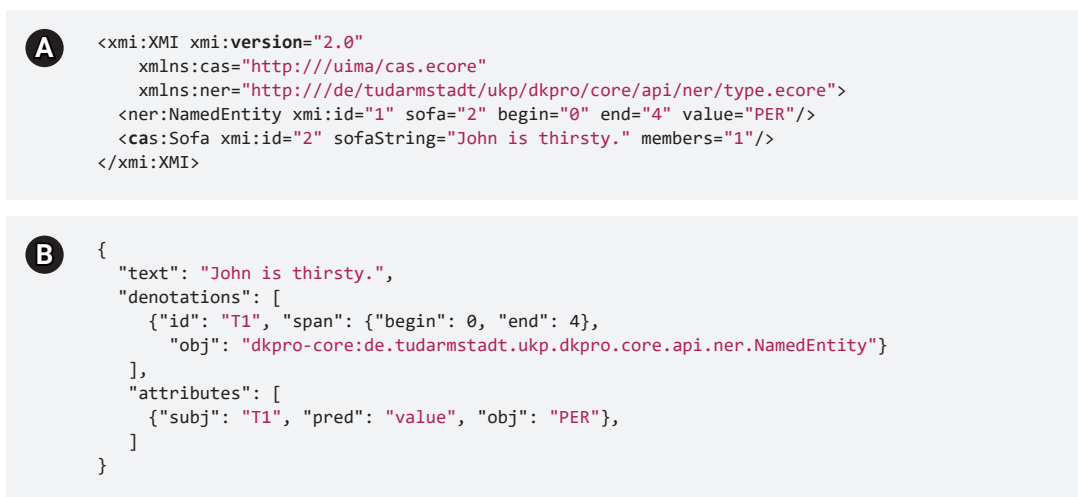 A
<xmi:XMI xmi:version="2.0"
xmlns:cas="http:///uima/cas.ecore"
xmlns:ner="http:///de/tudarmstadt/ukp/dkpro/core/api/ner/type.ecore">
<ner:NamedEntity xmi:id="1" sofa="2" begin="0" end="4" value="PER"/>
<cas:Sofa xmi:id="2" sofaString="John is thirsty." members="1"/>
</xmi:XMI>
B
{
"text": "John is thirsty.",
"denotations": [
{"id": "T1", "span": {"begin": 0, "end": 4},
"obj": "dkpro-core:de.tudarmstadt.ukp.dkpro.core.api.ner.NamedEntity"}
],
"attributes": [
{"subj": "T1", "pred": "value", "obj": "PER"},
]
}